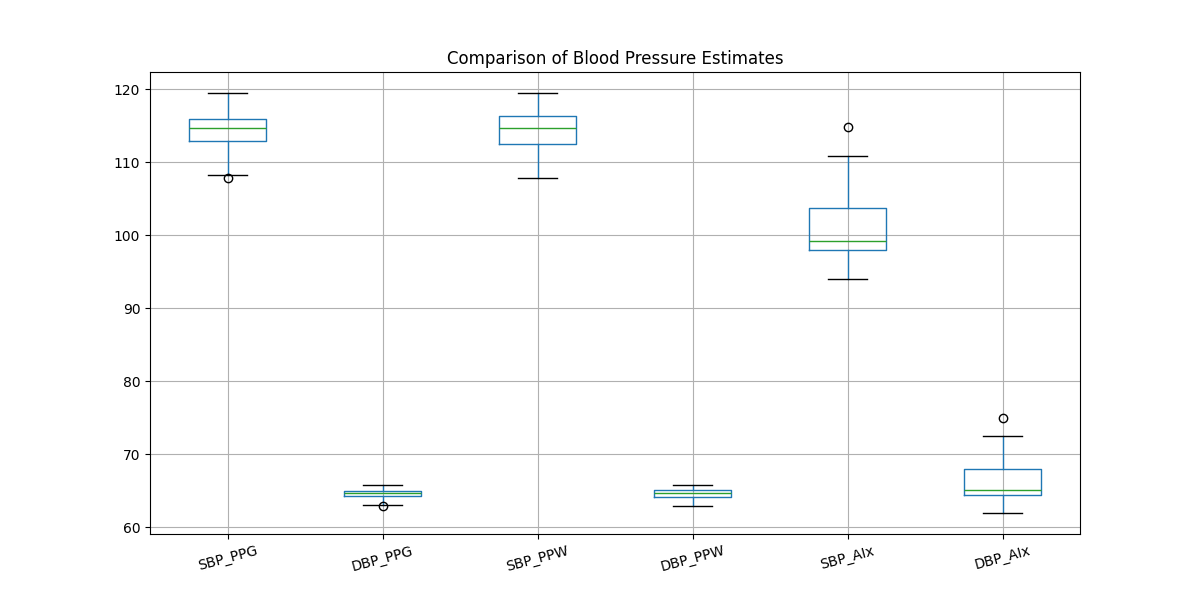 Comparison of Blood Pressure Estimates
120
110
100
90
80
70
60
SBP_PPG
DBP_PPG
SBP_PPW
DBP_PPW
SBP_AIx
DBP_AIx